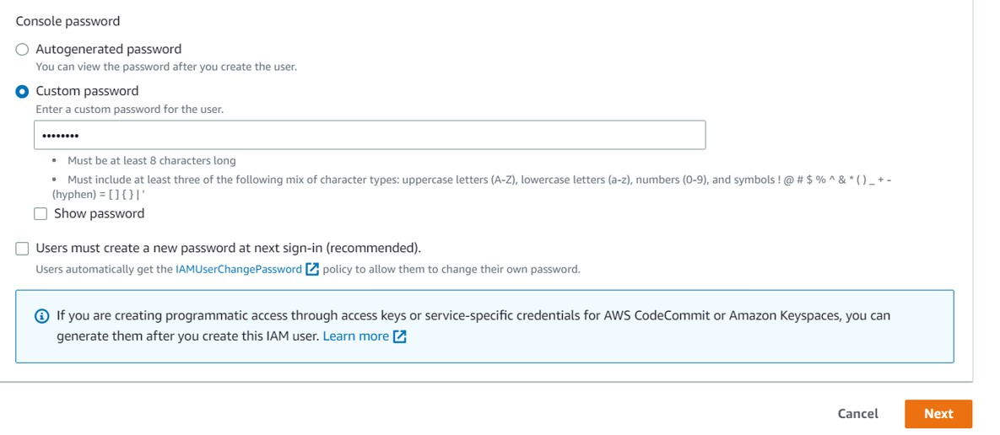 Console password
Autogenerated password
You can view the password after you create the user.
Custom password
Enter a custom password for the user.
••••••••
• Must be at least 8 characters long
• Must include at least three of the following mix of character types: uppercase letters (A-Z), lowercase letters (a-z), numbers (0-9), and symbols ! @ # $ % ^ & * ( ) _ + -
(hyphen) = [ ] { } | '
Show password
Users must create a new password at next sign-in (recommended).
Users automatically get the IAMUserChangePassword policy to allow them to change their own password.
If you are creating programmatic access through access keys or service-specific credentials for AWS CodeCommit or Amazon Keyspaces, you can
generate them after you create this IAM user. Learn more
Cancel Next